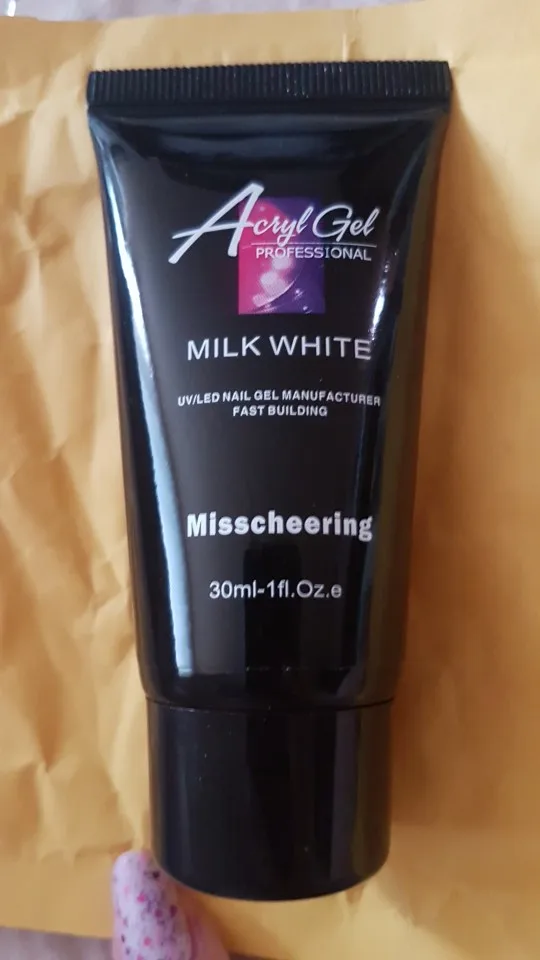 Acryl Gel
PROFESSIONAL
MILK WHITE
UV/LED NAIL GEL MANUFACTURER
FAST BUILDING
Misscheering
30ml-1fl.Oz.e